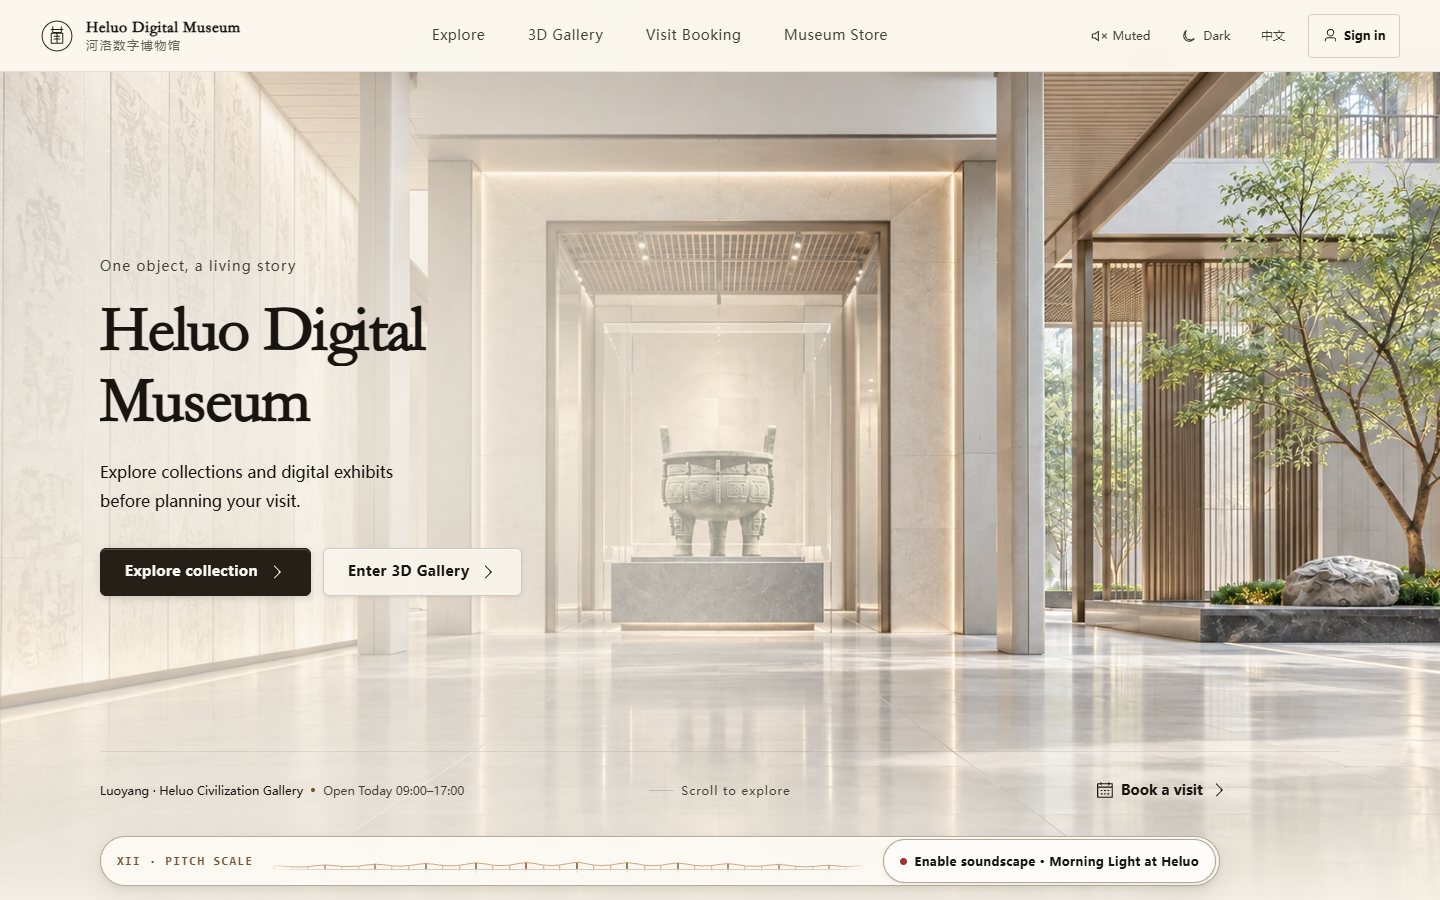 Heluo Digital Museum
河洛数字博物馆
Explore
3D Gallery
Visit Booking
Museum Store
Muted
Dark
中文
Sign in
One object, a living story
Heluo Digital
Museum
Explore collections and digital exhibits
before planning your visit.
Explore collection
Enter 3D Gallery
Luoyang · Heluo Civilization Gallery • Open Today 09:00–17:00
Scroll to explore
Book a visit
XII · PITCH SCALE
Enable soundscape • Morning Light at Heluo